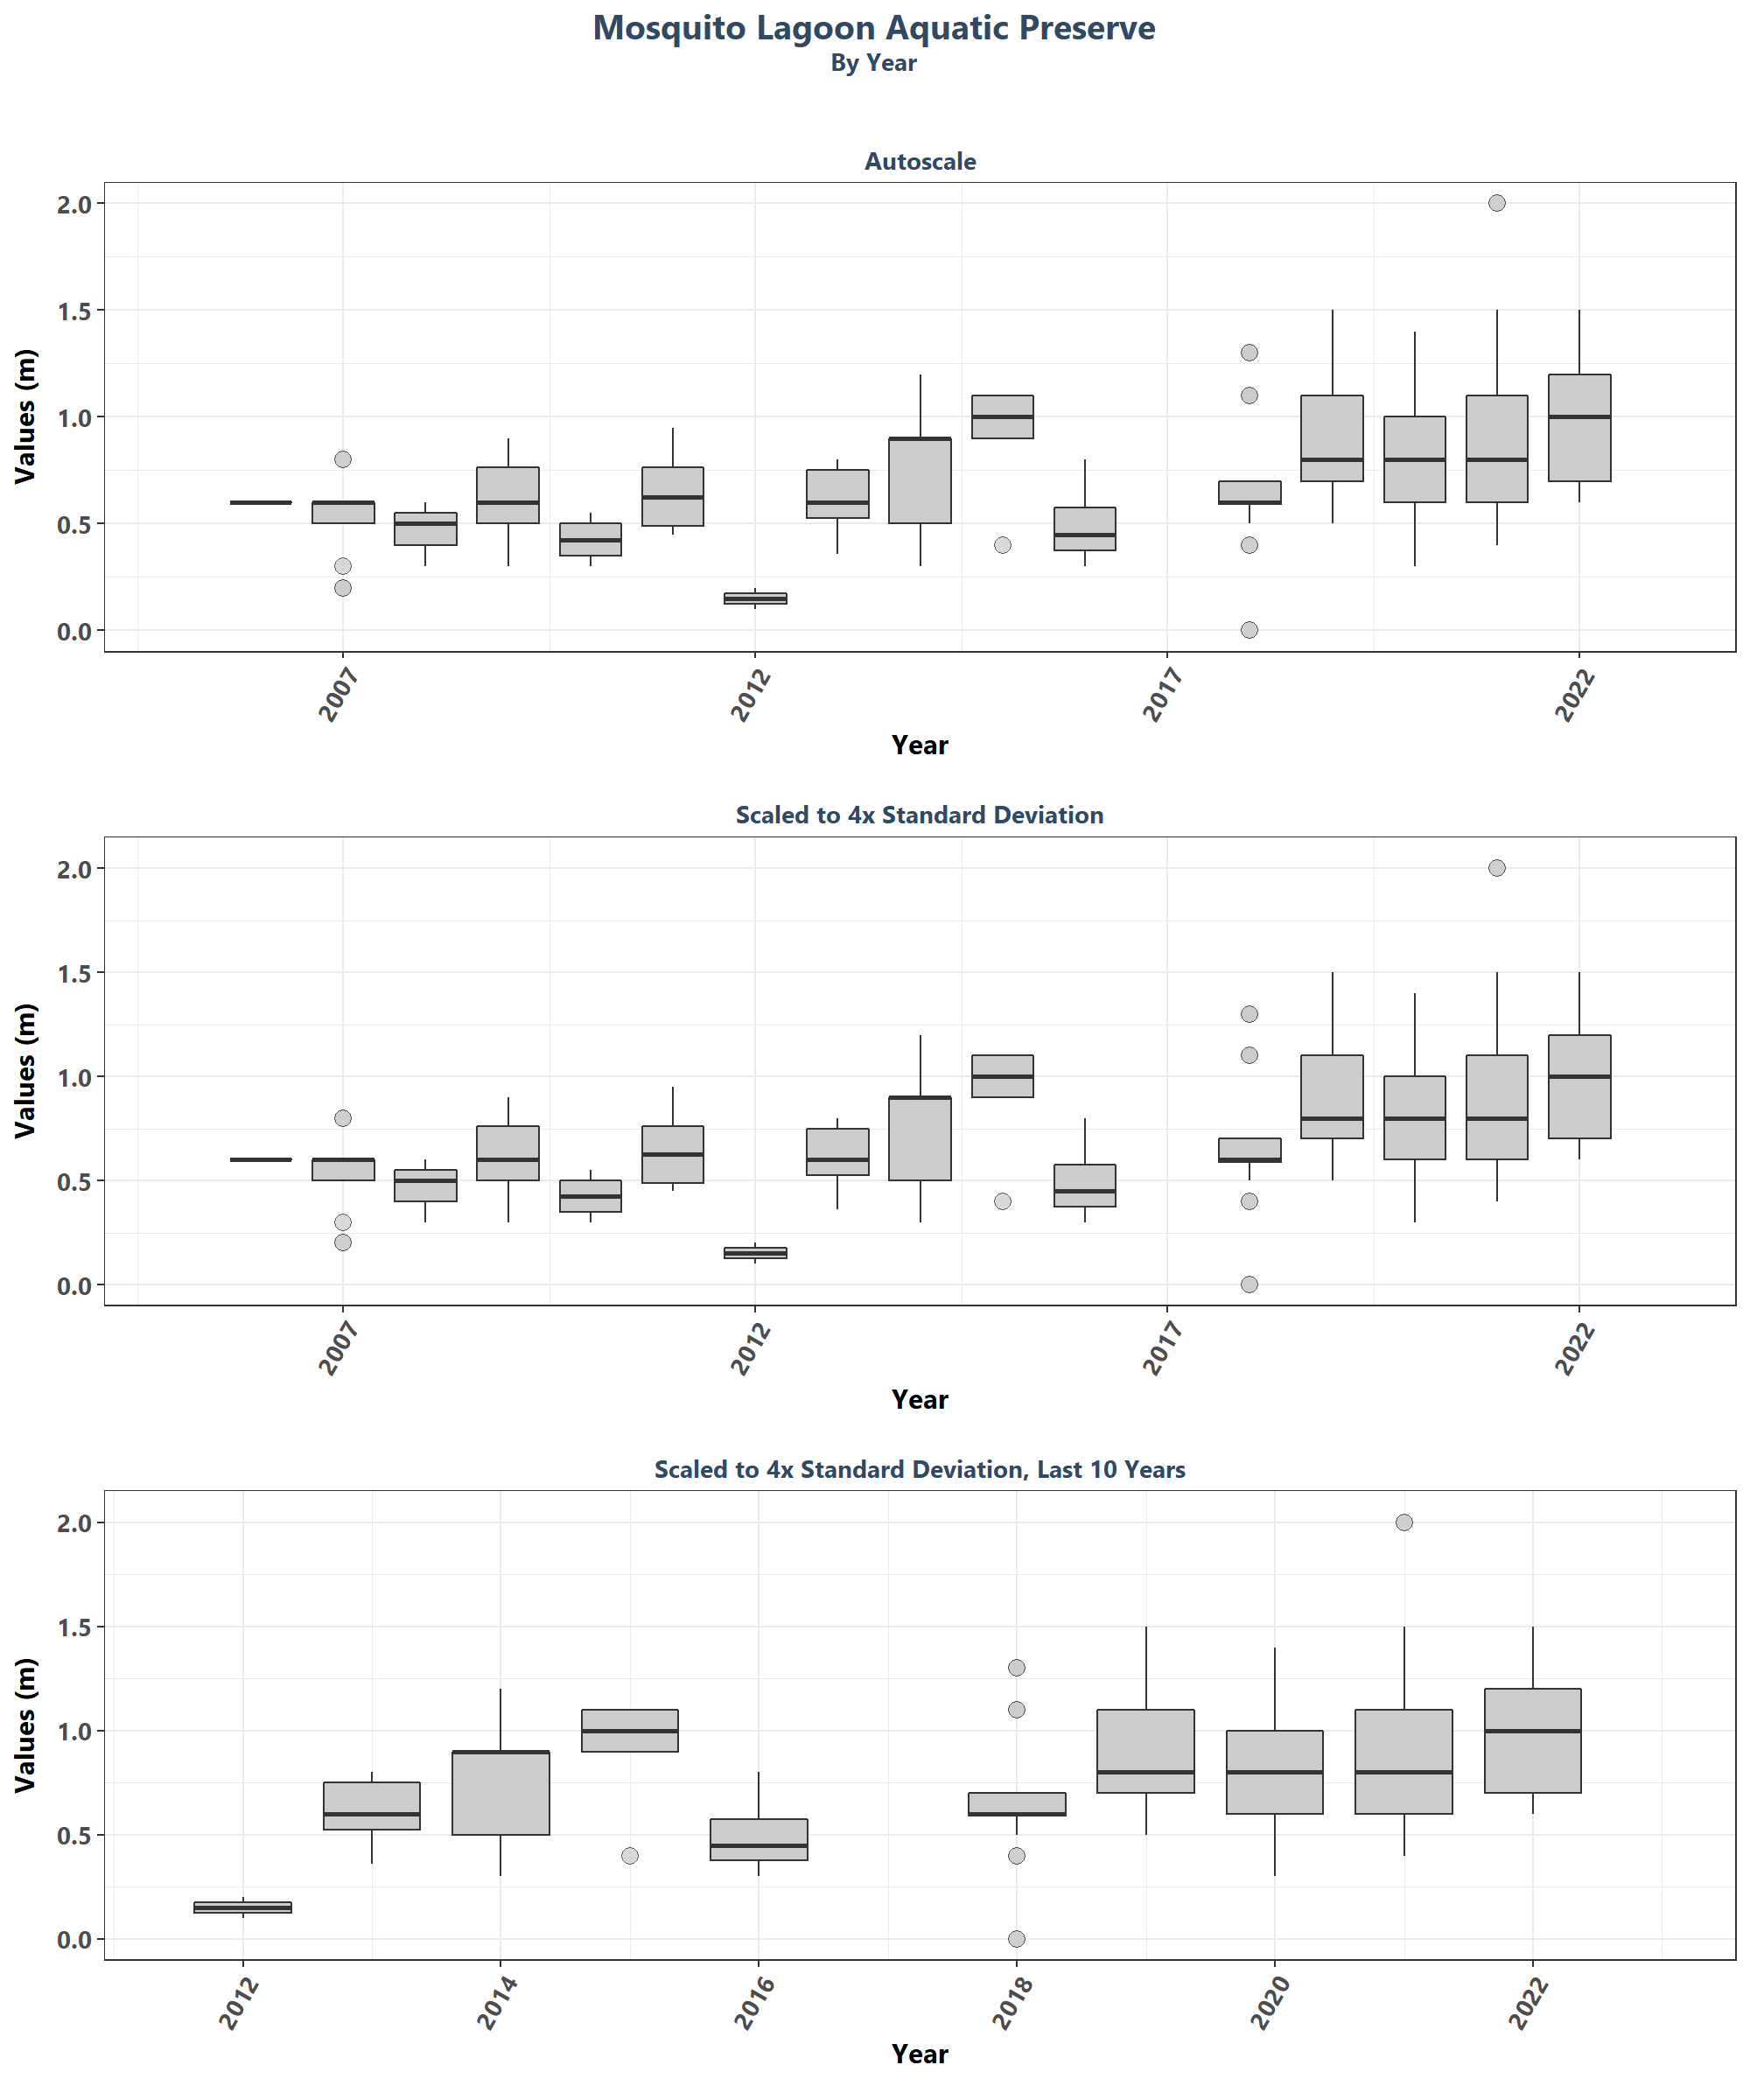 Mosquito Lagoon Aquatic Preserve
By Year
Autoscale
Values (m)
2.0
1.5
1.0
0.5
0.0
2007 2012 2017 2022
Year
Scaled to 4x Standard Deviation
Values (m)
2.0
1.5
1.0
0.5
0.0
2007 2012 2017 2022
Year
Scaled to 4x Standard Deviation, Last 10 Years
Values (m)
2.0
1.5
1.0
0.5
0.0
2012 2014 2016 2018 2020 2022
Year